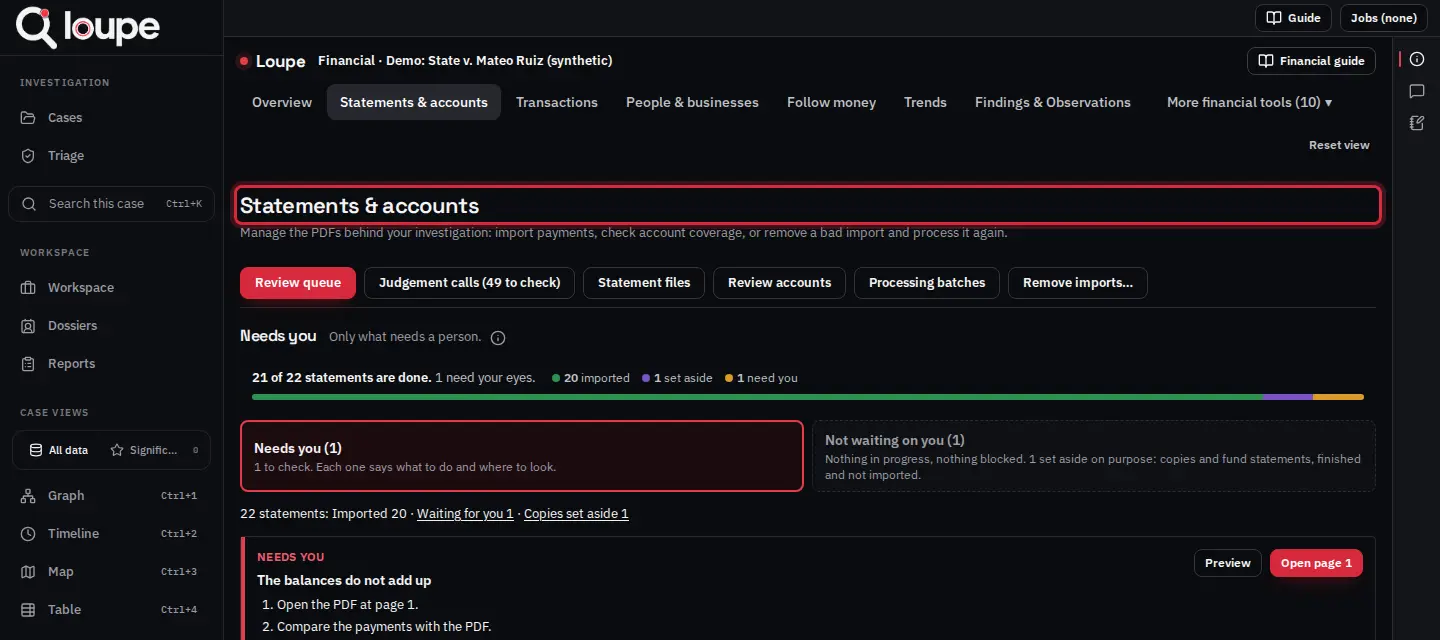 loupe
Guide
Jobs (none)
INVESTIGATION
Cases
Triage
Search this case Ctrl+K
WORKSPACE
Workspace
Dossiers
Reports
CASE VIEWS
All data
Signific... 0
Graph Ctrl+1
Timeline Ctrl+2
Map Ctrl+3
Table Ctrl+4
Loupe Financial · Demo: State v. Mateo Ruiz (synthetic)
Financial guide
Overview
Statements & accounts
Transactions
People & businesses
Follow money
Trends
Findings & Observations
More financial tools (10) ▾
Reset view
Statements & accounts
Manage the PDFs behind your investigation: import payments, check account coverage, or remove a bad import and process it again.
Review queue
Judgement calls (49 to check)
Statement files
Review accounts
Processing batches
Remove imports...
Needs you Only what needs a person.
21 of 22 statements are done. 1 need your eyes. 20 imported 1 set aside 1 need you
Needs you (1)
1 to check. Each one says what to do and where to look.
Not waiting on you (1)
Nothing in progress, nothing blocked. 1 set aside on purpose: copies and fund statements, finished
and not imported.
22 statements: Imported 20 · Waiting for you 1 · Copies set aside 1
NEEDS YOU
Preview
Open page 1
The balances do not add up
1. Open the PDF at page 1.
2. Compare the payments with the PDF.